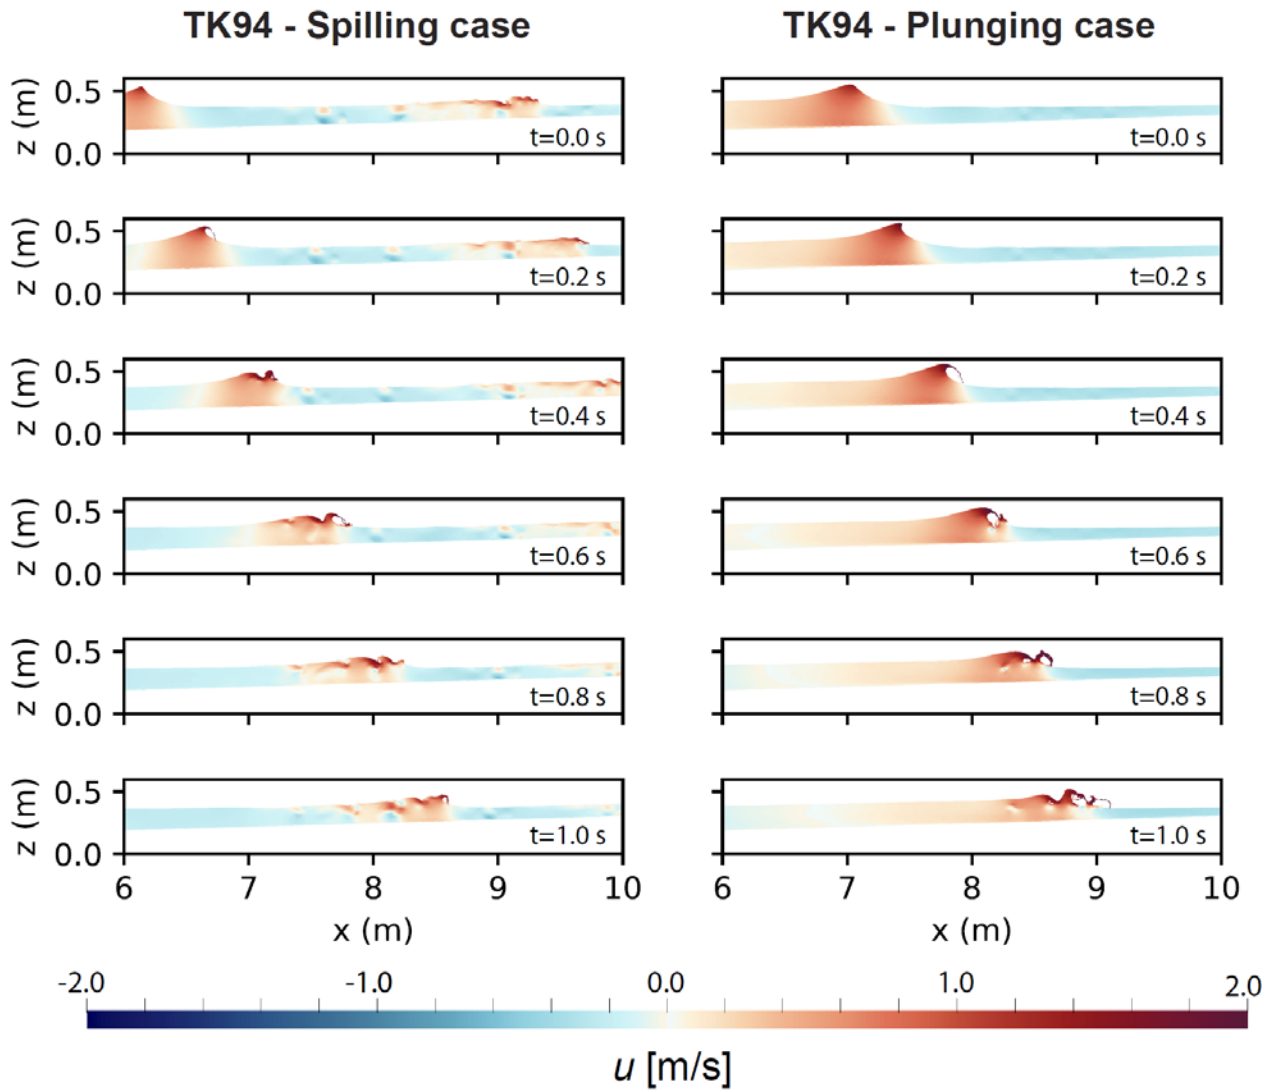 TK94 - Spilling case
TK94 - Plunging case
z (m)
0.5
0.0
t=0.0 s
t=0.0 s
z (m)
0.5
0.0
t=0.2 s
t=0.2 s
z (m)
0.5
0.0
t=0.4 s
t=0.4 s
z (m)
0.5
0.0
t=0.6 s
t=0.6 s
z (m)
0.5
0.0
t=0.8 s
t=0.8 s
z (m)
0.5
0.0
t=1.0 s
t=1.0 s
6 7 8 9 10
6 7 8 9 10
x (m)
x (m)
-2.0 -1.0 0.0 1.0 2.0
u [m/s]